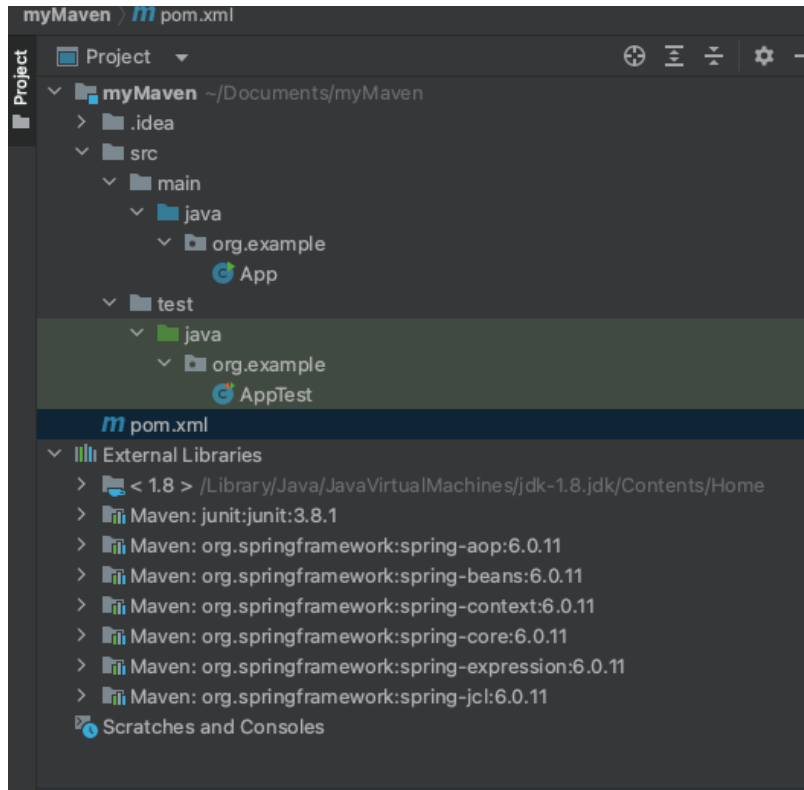 myMaven 〉 m pom.xml
Project
Project
myMaven ~/Documents/myMaven
.idea
src
main
java
org.example
App
test
java
org.example
AppTest
m pom.xml
External Libraries
< 1.8 > /Library/Java/JavaVirtualMachines/jdk-1.8.jdk/Contents/Home
Maven: junit:junit:3.8.1
Maven: org.springframework:spring-aop:6.0.11
Maven: org.springframework:spring-beans:6.0.11
Maven: org.springframework:spring-context:6.0.11
Maven: org.springframework:spring-core:6.0.11
Maven: org.springframework:spring-expression:6.0.11
Maven: org.springframework:spring-jcl:6.0.11
Scratches and Consoles